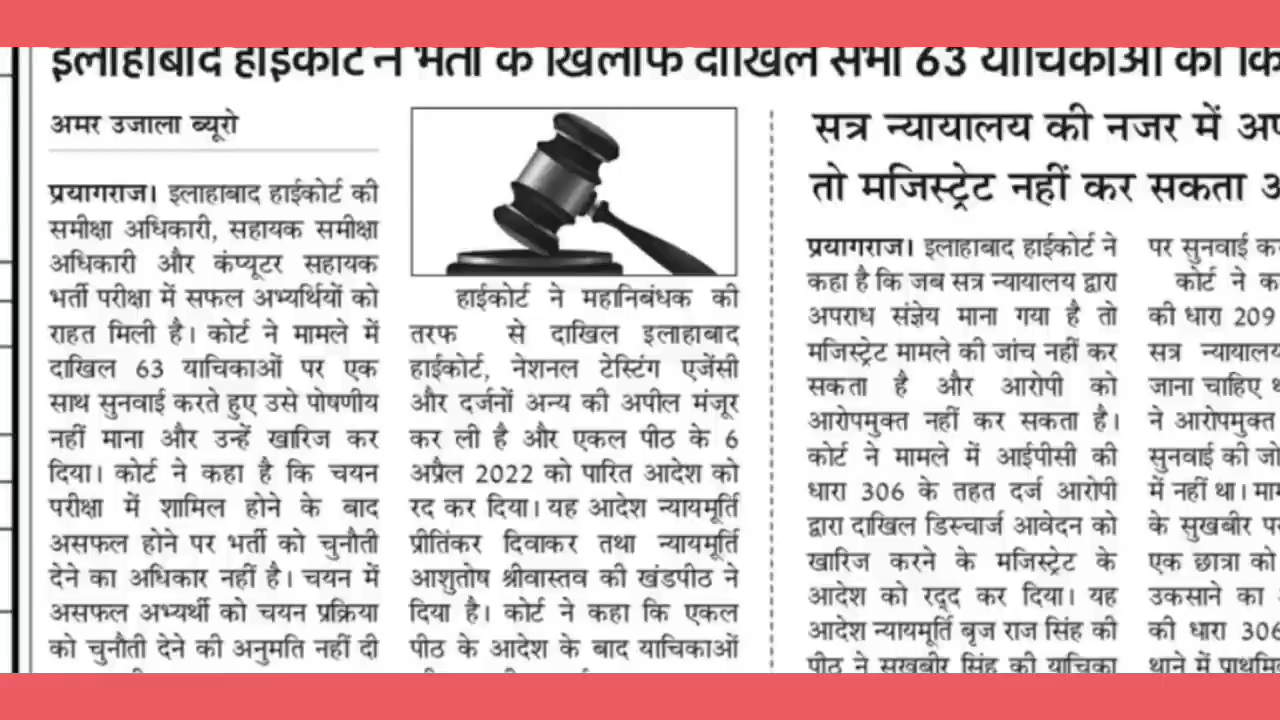 इलाहाबाद हाईकोर्ट ने भर्ती के खिलाफ दाखिल सभी 63 याचिकाओं को
अमर उजाला ब्यूरो
प्रयागराज। इलाहाबाद हाईकोर्ट की
समीक्षा अधिकारी, सहायक समीक्षा
अधिकारी और कंप्यूटर सहायक
भर्ती परीक्षा में सफल अभ्यर्थियों को
राहत मिली है। कोर्ट ने मामले में
दाखिल 63 याचिकाओं पर एक
साथ सुनवाई करते हुए उसे पोषणीय
नहीं माना और उन्हें खारिज कर
दिया। कोर्ट ने कहा है कि चयन
परीक्षा में शामिल होने के बाद
असफल होने पर भर्ती को चुनौती
देने का अधिकार नहीं है। चयन में
असफल अभ्यर्थी को चयन प्रक्रिया
को चुनौती देने की अनुमति नहीं दी
हाईकोर्ट ने महानिबंधक की
तरफ से दाखिल इलाहाबाद
हाईकोर्ट, नेशनल टेस्टिंग एजेंसी
और दर्जनों अन्य की अपील मंजूर
कर ली है और एकल पीठ के 6
अप्रैल 2022 को पारित आदेश को
रद कर दिया। यह आदेश न्यायमूर्ति
प्रीतिंकर दिवाकर तथा न्यायमूर्ति
आशुतोष श्रीवास्तव की खंडपीठ ने
दिया है। कोर्ट ने कहा कि एकल
पीठ के आदेश के बाद याचिकाओं
सत्र न्यायालय की नजर में
तो मजिस्ट्रेट नहीं कर सकता
प्रयागराज। इलाहाबाद हाईकोर्ट ने
कहा है कि जब सत्र न्यायालय द्वारा
अपराध संज्ञेय माना गया है तो
मजिस्ट्रेट मामले की जांच नहीं कर
सकता है और आरोपी को
आरोपमुक्त नहीं कर सकता है।
कोर्ट ने मामले में आईपीसी की
धारा 306 के तहत दर्ज आरोपी
द्वारा दाखिल डिस्चार्ज आवेदन को
खारिज करने के मजिस्ट्रेट के
आदेश को रद्द कर दिया। यह
आदेश न्यायमूर्ति बृज राज सिंह की
पीठ ने सुखबीर सिंह की याचिका
पर सुनवाई
कोर्ट ने
की धारा 209
सत्र न्यायालय
जाना चाहिए
ने आरोपमुक्त
सुनवाई की
में नहीं था।
के सुखबीर
एक छात्रा को
उकसाने का
की धारा 306
थाने में